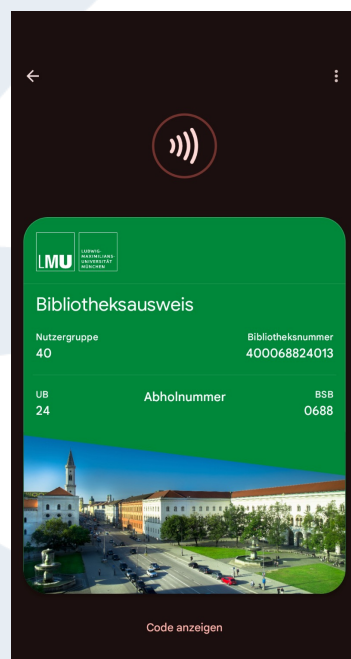 LMU
LUDWIG-
MAXIMILIANS-
UNIVERSITÄT
MÜNCHEN
Bibliotheksausweis
Nutzergruppe
40
Bibliotheksnummer
400068824013
UB
24
Abholnummer
BSB
0688
Code anzeigen